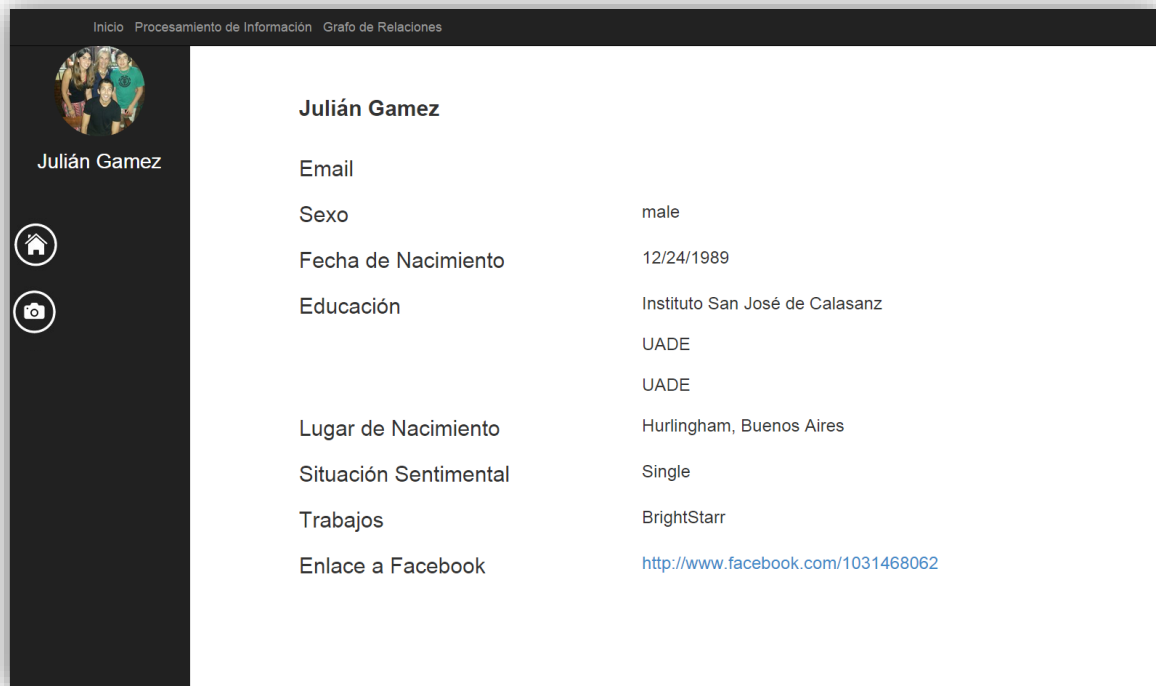 Inicio Procesamiento de Información Grafo de Relaciones
Julián Gamez
Julián Gamez
Email
Sexo male
Fecha de Nacimiento 12/24/1989
Educación Instituto San José de Calasanz
UADE
UADE
Lugar de Nacimiento Hurlingham, Buenos Aires
Situación Sentimental Single
Trabajos BrightStarr
Enlace a Facebook http://www.facebook.com/1031468062